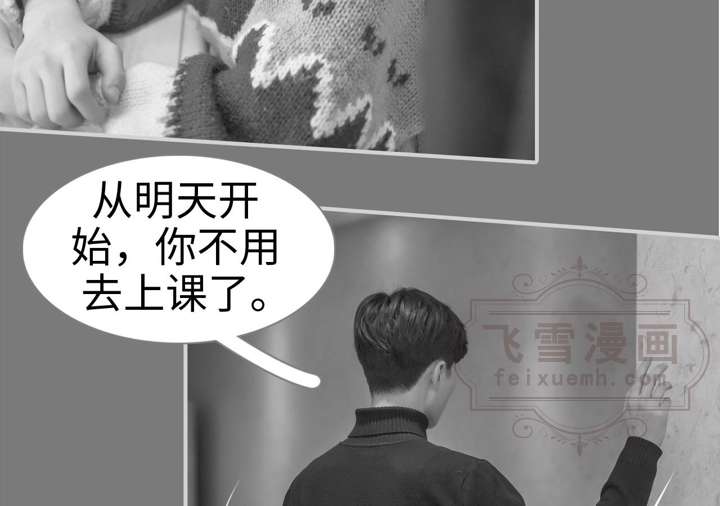 从明天开
始，你不用
去上课了。
飞雪漫画
feixuemh.com